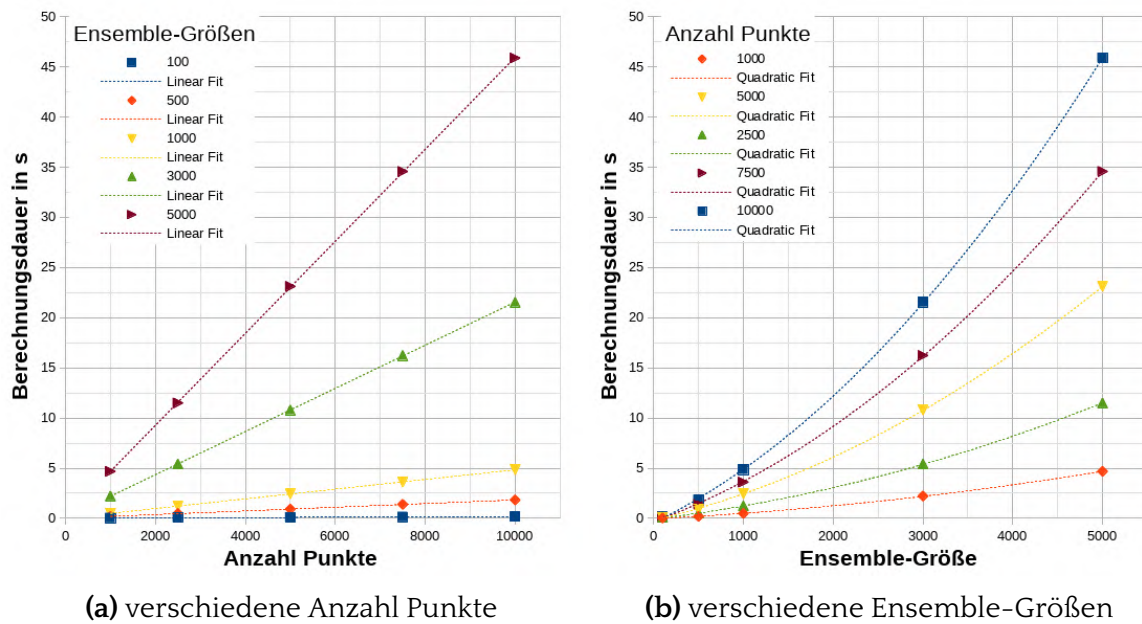 Ensemble-Größen
100
Linear Fit
500
Linear Fit
1000
Linear Fit
3000
Linear Fit
5000
Linear Fit
50
45
40
35
30
25
20
15
10
5
0
Berechnungsdauer in s
0 2000 4000 6000 8000 10000
Anzahl Punkte
(a) verschiedene Anzahl Punkte
Anzahl Punkte
1000
Quadratic Fit
5000
Quadratic Fit
2500
Quadratic Fit
7500
Quadratic Fit
10000
Quadratic Fit
50
45
40
35
30
25
20
15
10
5
0
Berechnungsdauer in s
0 1000 2000 3000 4000 5000
Ensemble-Größe
(b) verschiedene Ensemble-Größen